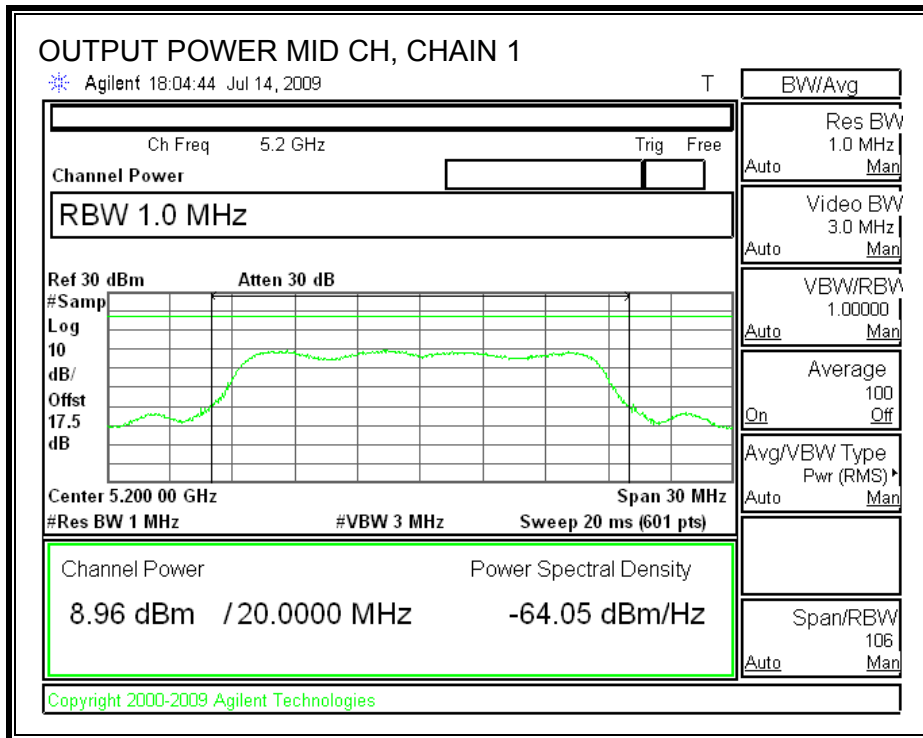 OUTPUT POWER MID CH, CHAIN 1
Agilent 18:04:44 Jul 14, 2009 T
BW/Avg
Ch Freq 5.2 GHz Trig Free
Channel Power
RBW 1.0 MHz
Ref 30 dBm Atten 30 dB
#Samp
Log
10
dB/
Offst
17.5
dB
Center 5.200 00 GHz Span 30 MHz
#Res BW 1 MHz #VBW 3 MHz Sweep 20 ms (601 pts)
Channel Power Power Spectral Density
8.96 dBm / 20.0000 MHz -64.05 dBm/Hz
Copyright 2000-2009 Agilent Technologies
Res BW
1.0 MHz
Auto Man
Video BW
3.0 MHz
Auto Man
VBW/RBW
1.00000
Auto Man
Average
100
On Off
Avg/VBW Type
Pwr (RMS)
Auto Man
Span/RBW
106
Auto Man